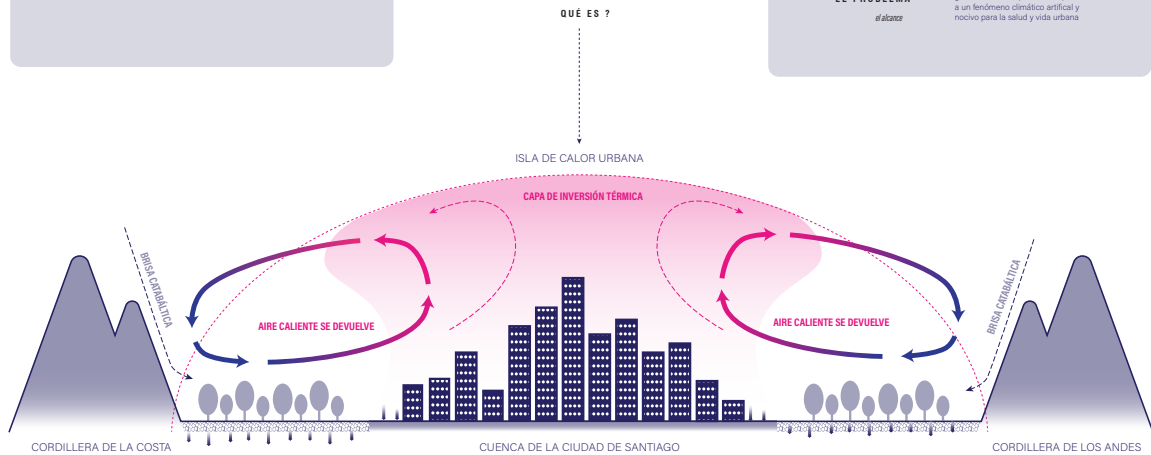 QUÉ ES ?
EL PROBLEMA
el alcance
a un fenómeno climático artifical y
nocivo para la salud y vida urbana
ISLA DE CALOR URBANA
CAPA DE INVERSIÓN TÉRMICA
BRISA CATABÁLTICA
BRISA CATABÁLTICA
AIRE CALIENTE SE DEVUELVE
AIRE CALIENTE SE DEVUELVE
CORDILLERA DE LA COSTA
CUENCA DE LA CIUDAD DE SANTIAGO
CORDILLERA DE LOS ANDES